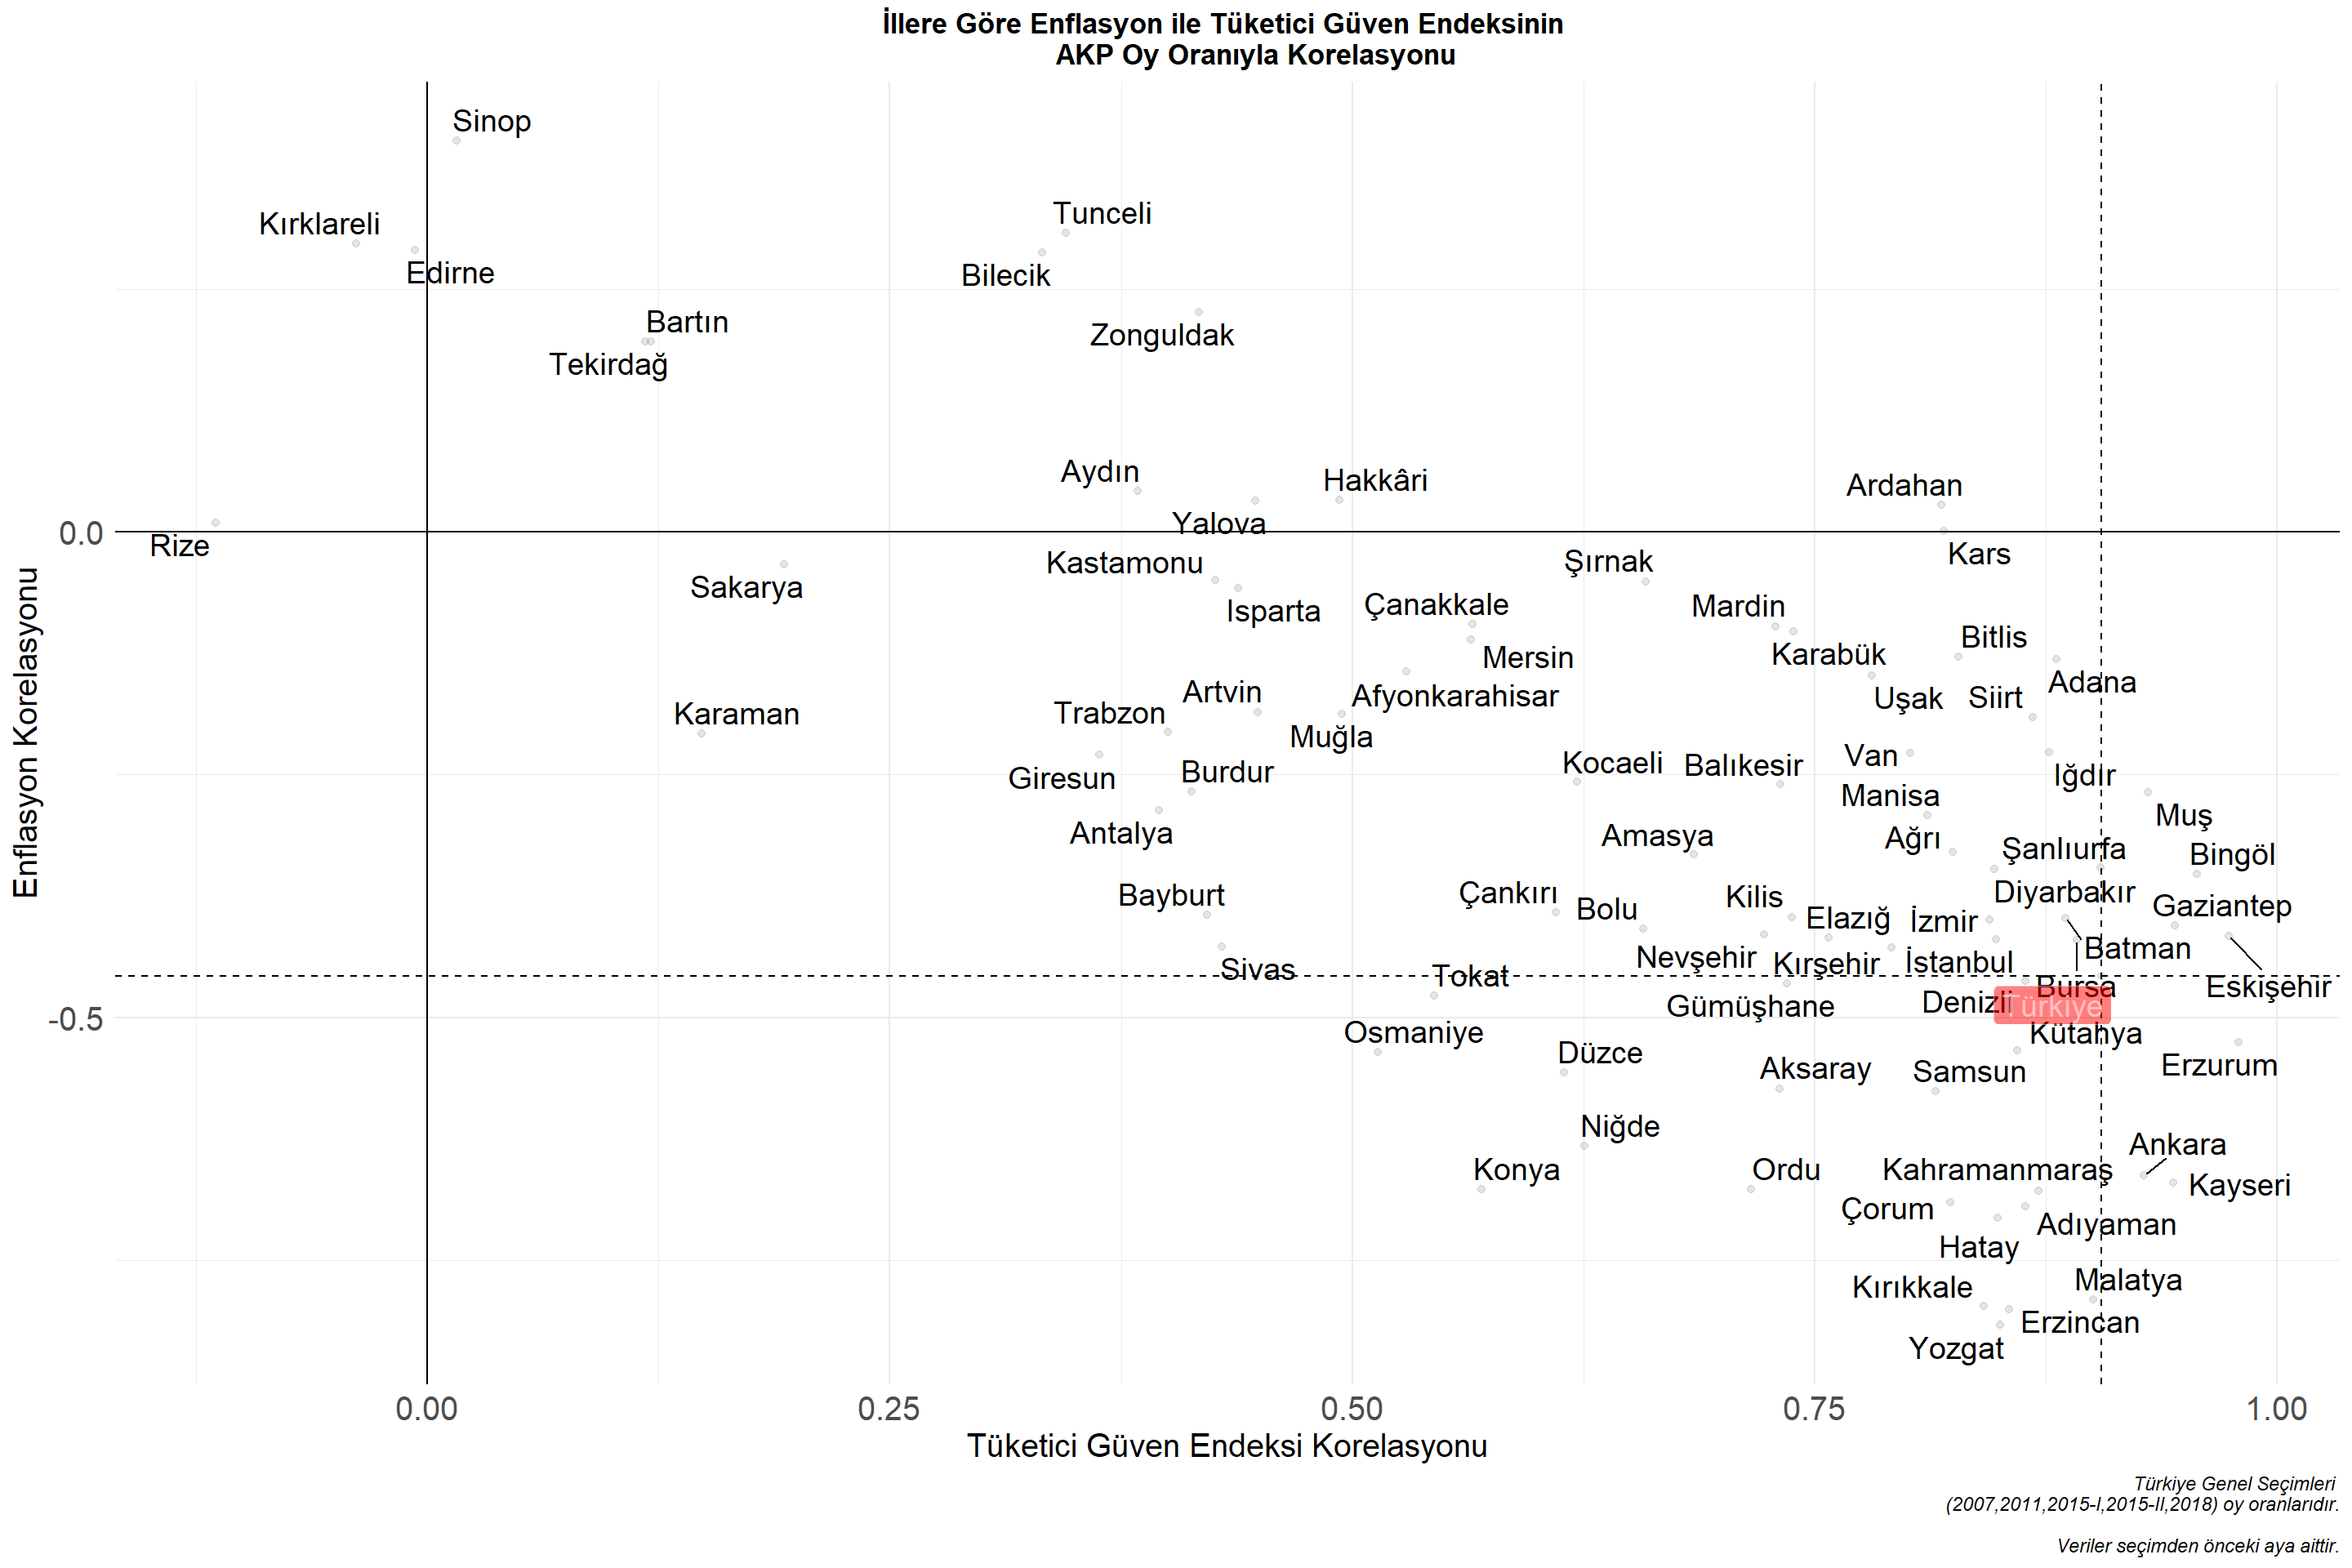 İllere Göre Enflasyon ile Tüketici Güven Endeksinin
AKP Oy Oranıyla Korelasyonu
Sinop
Tunceli
Kırklareli
Edirne
Bilecik
Bartın
Zonguldak
Tekirdağ
Aydın
Hakkâri
Ardahan
Yalova
0.0
Rize
Kars
Kastamonu
Şırnak
Sakarya
Isparta
Çanakkale
Mardin
Bitlis
Mersin
Karabük
Adana
Artvin
Afyonkarahisar
Uşak
Siirt
Karaman
Trabzon
Muğla
Van
Kocaeli
Balıkesir
Giresun
Burdur
Iğdır
Manisa
Muş
Antalya
Amasya
Ağrı
Şanlıurfa
Bingöl
Bayburt
Çankırı
Kilis
Diyarbakır
Bolu
Elazığ
İzmir
Gaziantep
Batman
Nevşehir
Kırşehir
İstanbul
Sivas
Tokat
Bursa
Eskişehir
Denizli
Türkiye
Gümüşhane
-0.5
Osmaniye
Kütahya
Düzce
Aksaray
Samsun
Erzurum
Niğde
Ankara
Konya
Ordu
Kahramanmaraş
Kayseri
Çorum
Adıyaman
Hatay
Kırıkkale
Malatya
Erzincan
Yozgat
Enflasyon Korelasyonu
0.00 0.25 0.50 0.75 1.00
Tüketici Güven Endeksi Korelasyonu
Türkiye Genel Seçimleri
(2007,2011,2015-I,2015-II,2018) oy oranlarıdır.
Veriler seçimden önceki aya aittir.